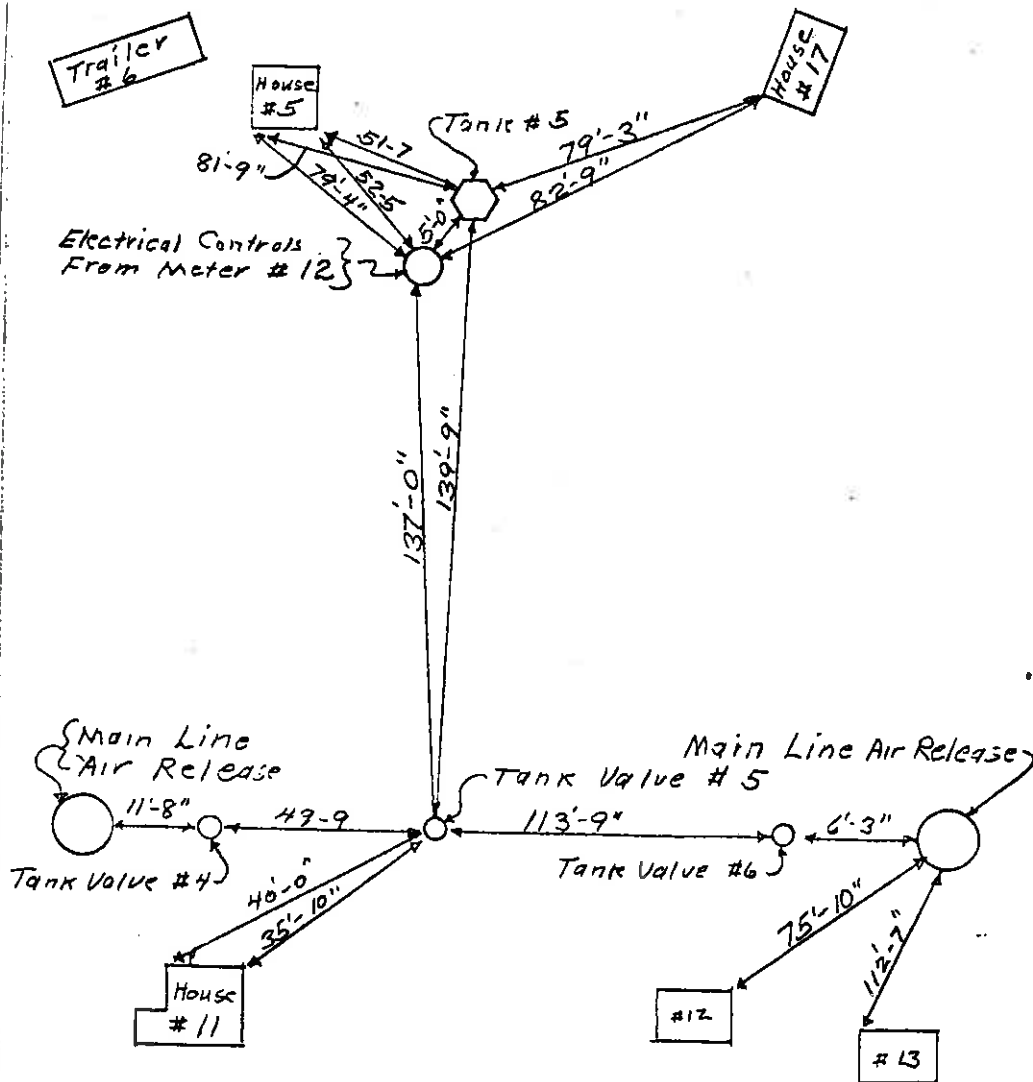 Trailer
# 6
House
#5
House
# 17
Tank # 5
51-7
81'-9"
79'-4"
52-5
5'-0"
79'-3"
82'-9"
Electrical Controls
From Meter # 12
137'-0"
139'-9"
Main Line
Air Release
Main Line Air Release
Tank Value # 5
11'-8"
49-9
113'-9"
6'-3"
Tank Value #4
Tank Value #6
40'-0"
35'-10"
75'-10"
112'-7"
House
# 11
#12
# 13